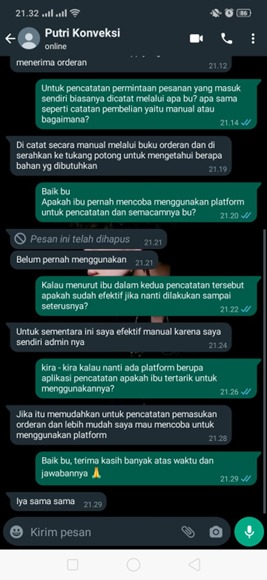 21.32
86
Putri Konveksi
online
menerima orderan
21.12
Untuk pencatatan permintaan pesanan yang masuk
sendiri biasanya dicatat melalui apa bu? apa sama
seperti catatan pembelian yaitu manual atau
bagaimana?
21.14
Di catat secara manual melalui buku orderan dan di
serahkan ke tukang potong untuk mengetahui berapa
bahan yg dibutuhkan
21.19
Baik bu
Apakah ibu pernah mencoba menggunakan platform
untuk pencatatan dan semacamnya bu?
21.20
Pesan ini telah dihapus
21.21
Belum pernah menggunakan
21.21
Kalau menurut ibu dalam kedua pencatatan tersebut
apakah sudah efektif jika nanti dilakukan sampai
seterusnya?
21.22
Untuk sementara ini saya efektif manual karena saya
sendiri admin nya
21.24
kira - kira kalau nanti ada platform berupa
aplikasi pencatatan apakah ibu tertarik untuk
menggunakannya?
21.26
Jika itu memudahkan untuk pencatatan pemasukan
orderan dan lebih mudah saya mau mencoba untuk
menggunakan platform
21.28
Baik bu, terima kasih banyak atas waktu dan
jawabannya 🙏
21.29
Iya sama sama
21.29
Kirim pesan